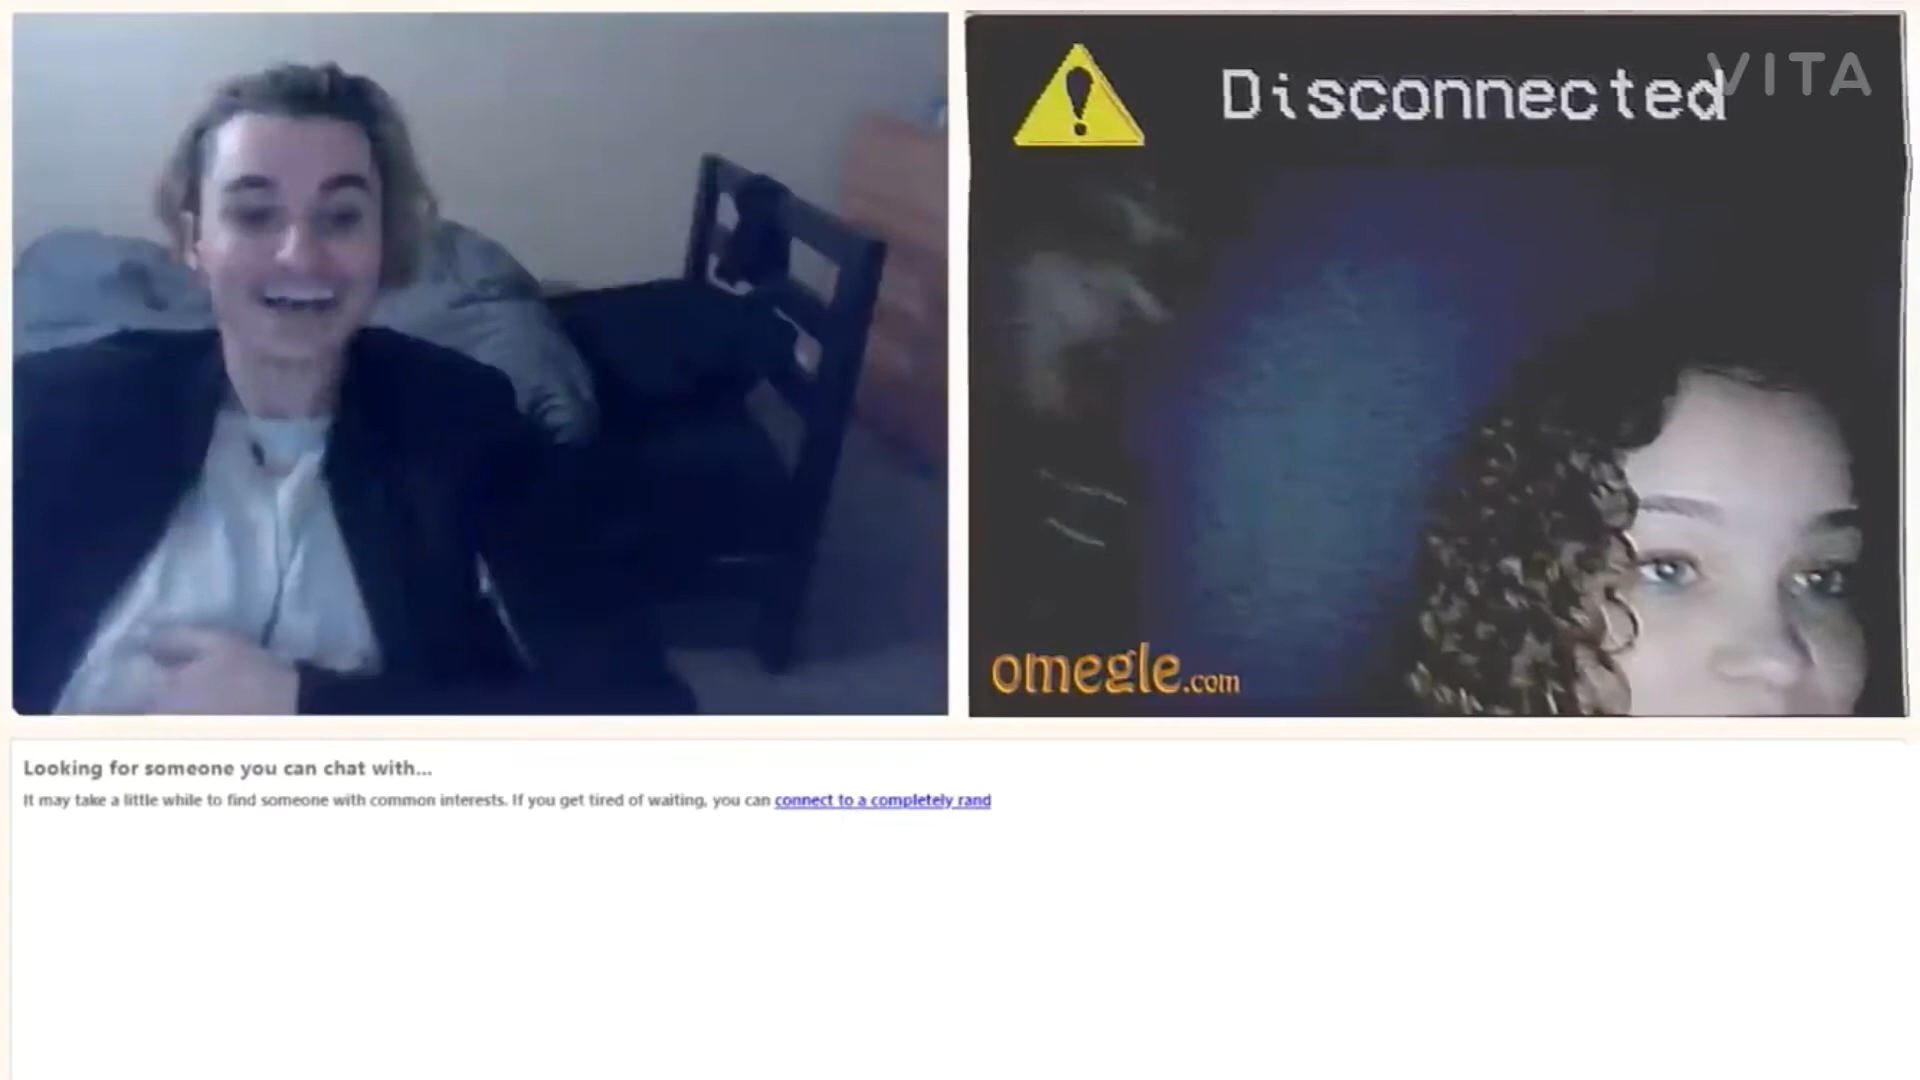 Disconnected
VITA
omegle.com
Looking for someone you can chat with...
It may take a little while to find someone with common interests. If you get tired of waiting, you can connect to a completely rand